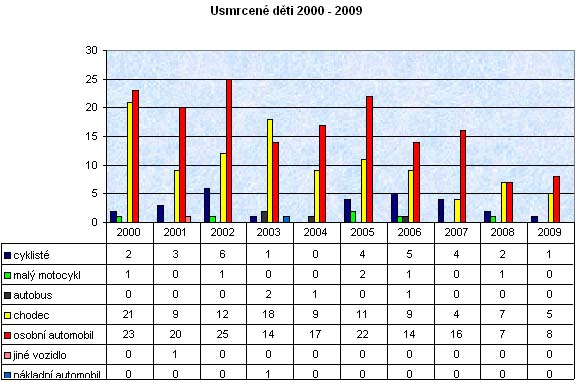 Usmrcené děti 2000 - 2009
30
25
20
15
10
5
0
2000 2001 2002 2003 2004 2005 2006 2007 2008 2009
cyklisté 2 3 6 1 0 4 5 4 2 1
malý motocykl 1 0 1 0 0 2 1 0 1 0
autobus 0 0 0 2 1 0 1 0 0 0
chodec 21 9 12 18 9 11 9 4 7 5
osobní automobil 23 20 25 14 17 22 14 16 7 8
jiné vozidlo 0 1 0 0 0 0 0 0 0 0
nákladní automobil 0 0 0 1 0 0 0 0 0 0